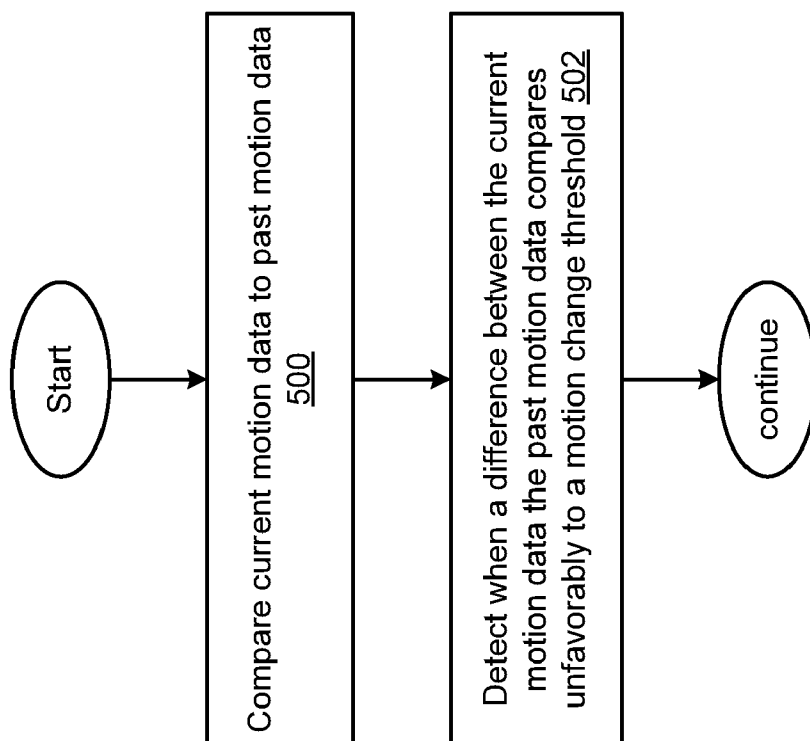 Start
Compare current motion data to past motion data
500
Detect when a difference between the current
motion data the past motion data compares
unfavorably to a motion change threshold 502
continue